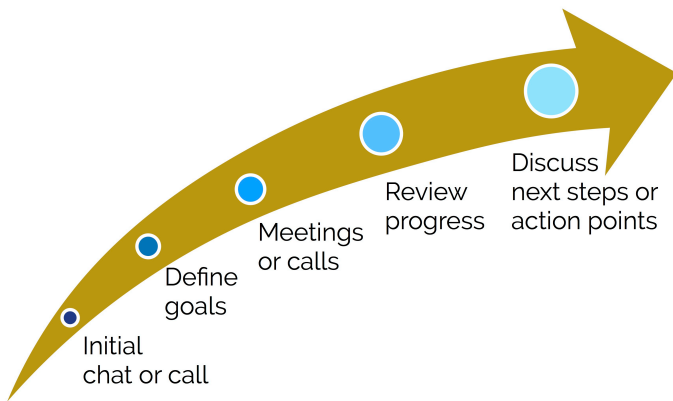 Initial
chat or call
Define
goals
Meetings
or calls
Review
progress
Discuss
next steps or
action points